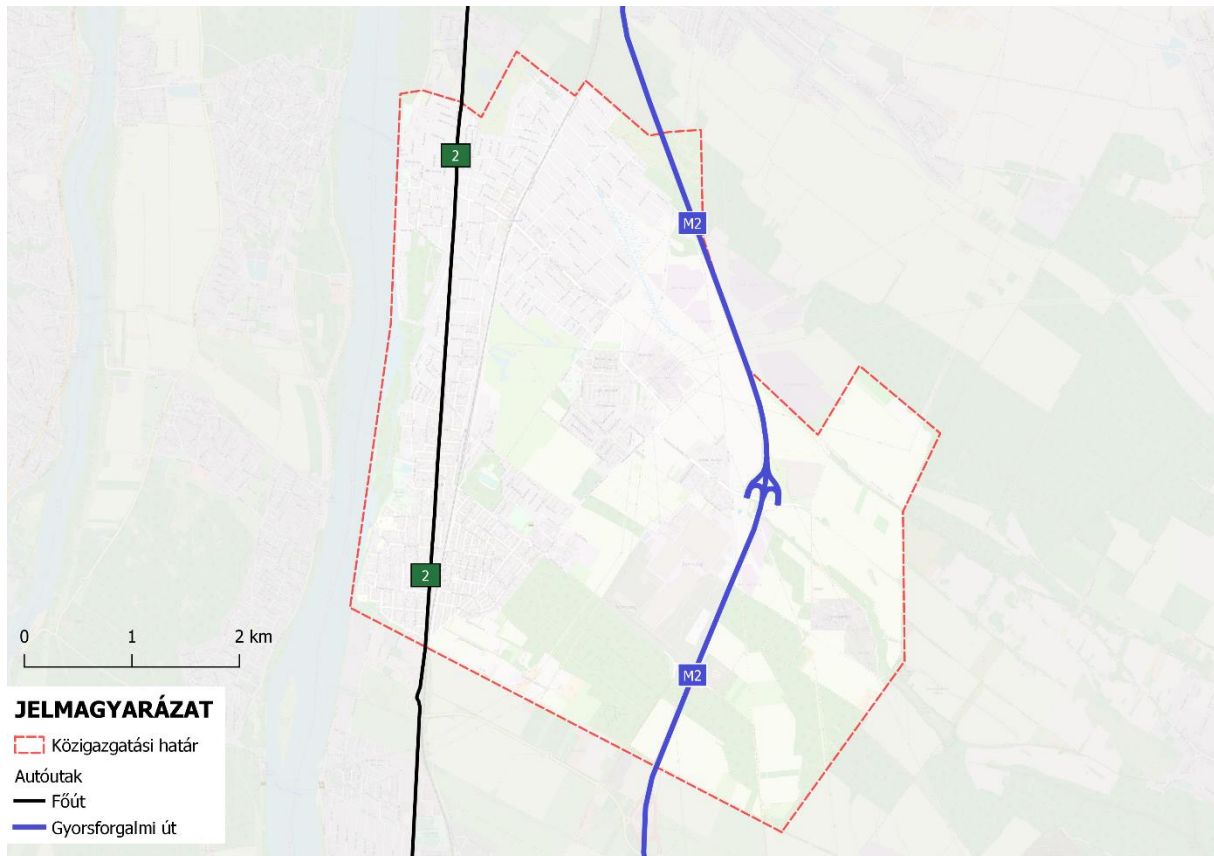 2
M2
2
M2
0 1 2 km
JELMAGYARÁZAT
Közigazgatási határ
Autóutak
Főút
Gyorsforgalmi út